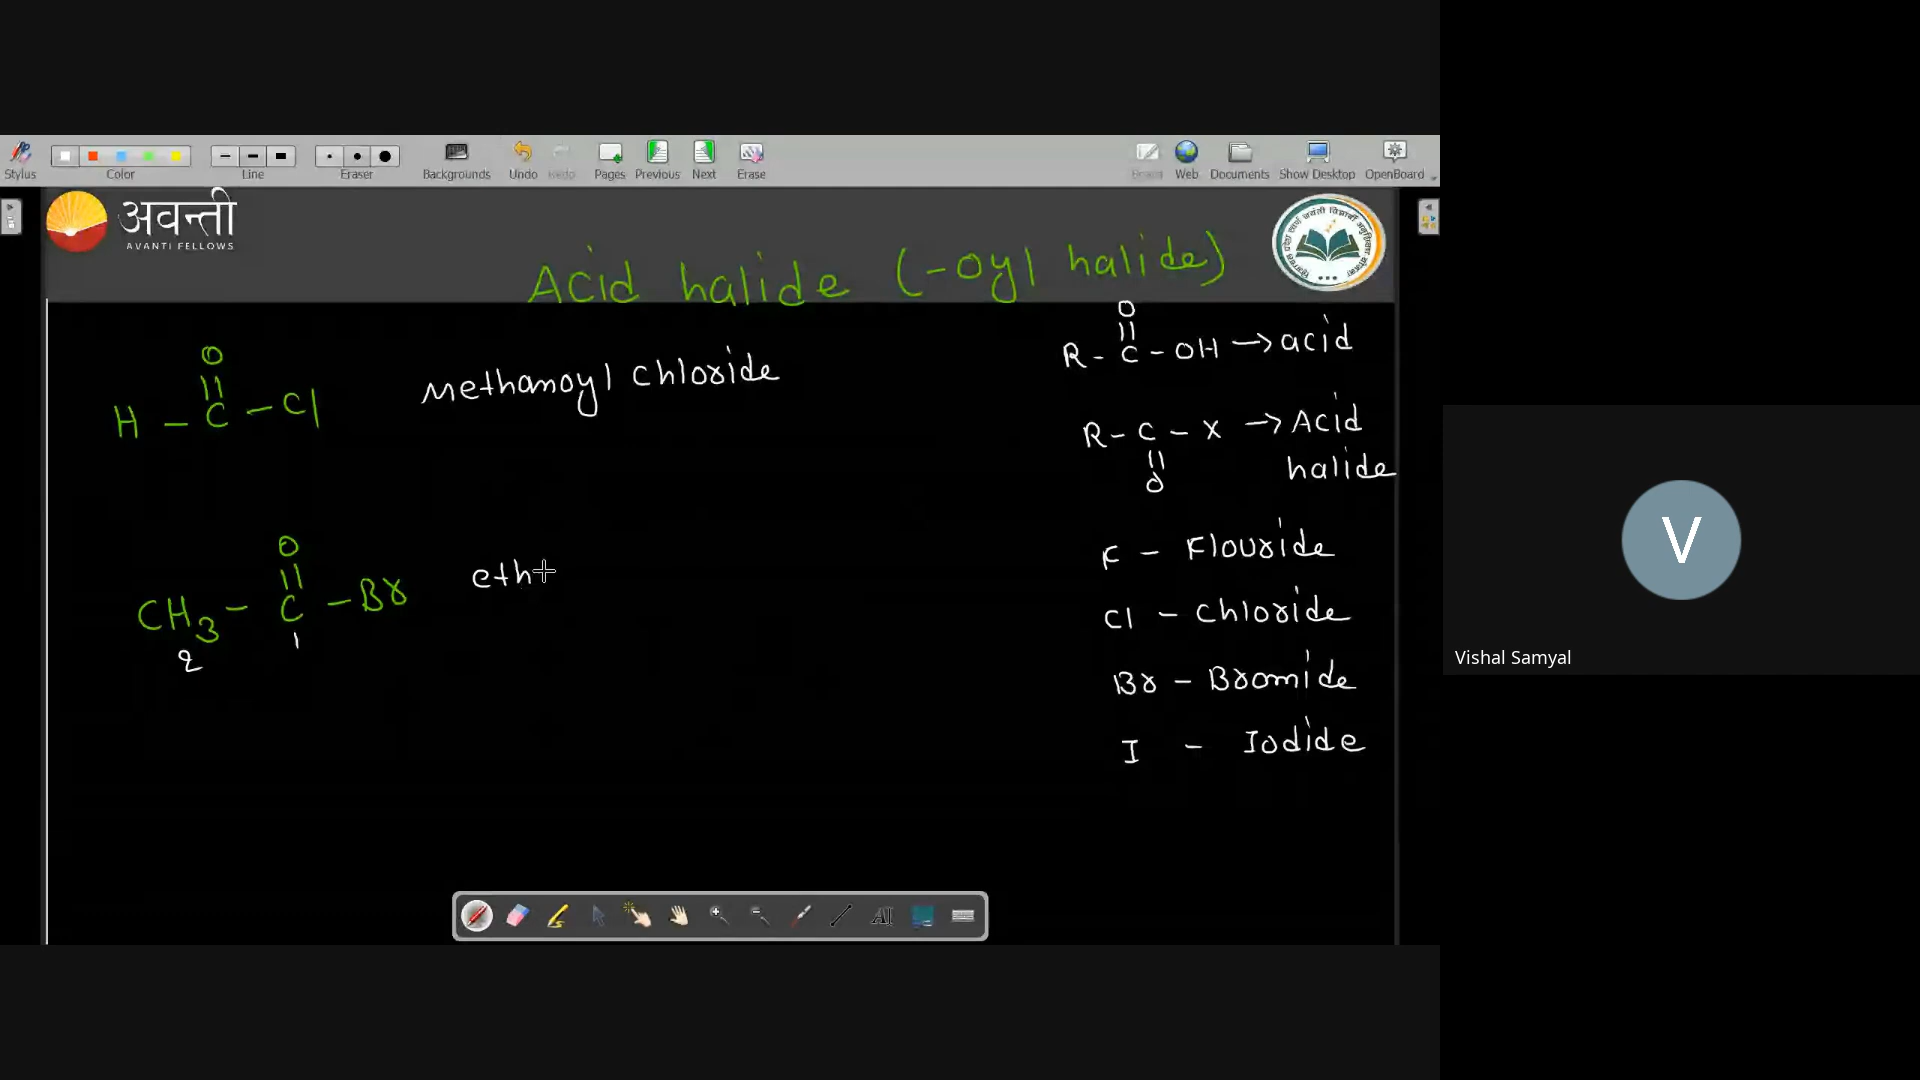 Stylus Color Line Eraser Backgrounds Undo Redo Pages Previous Next Erase Board Web Documents Show Desktop OpenBoard
अवन्ती
AVANTI FELLOWS
Acid halide (-oyl halide)
O
||
R - C - OH → acid
O
||
H - C - Cl
Methanoyl chloride
R - C - X → Acid
halide
||
O
O
||
CH3 - C - Br
2 1
eth
F - Flouride
Cl - Chloride
Br - Bromide
I - Iodide
V
Vishal Samyal